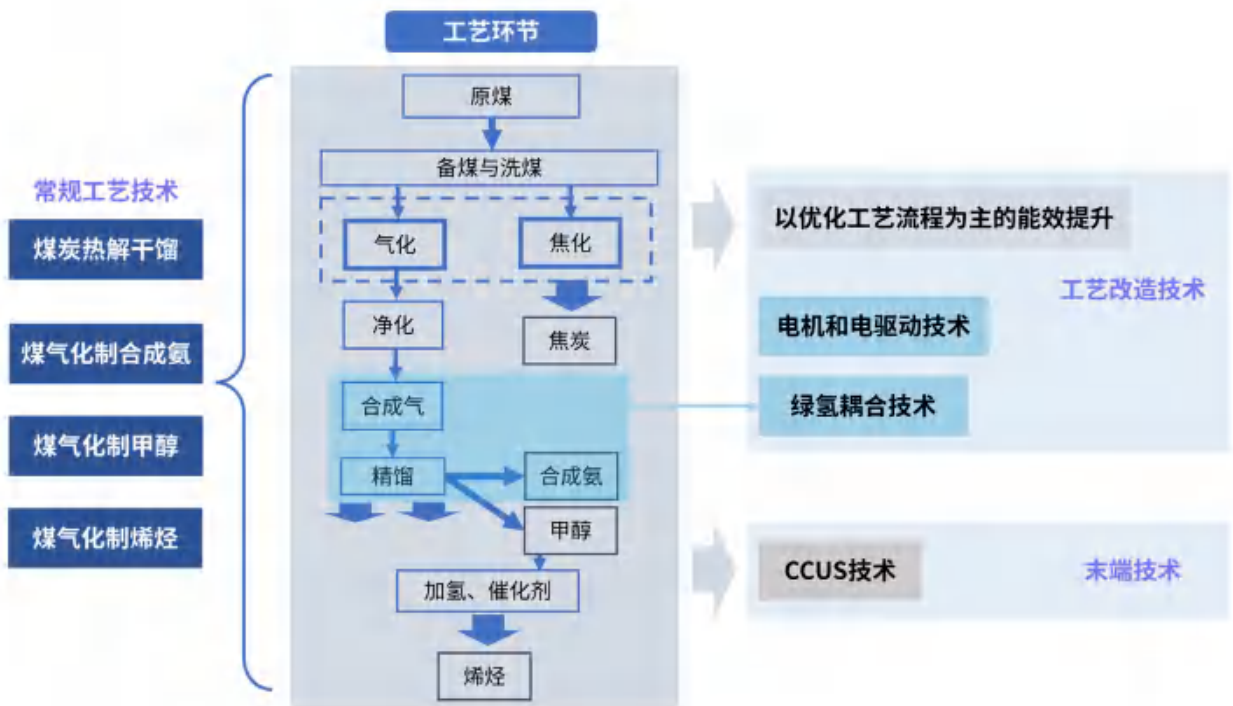 工艺环节
常规工艺技术
煤炭热解干馏
煤气化制合成氨
煤气化制甲醇
煤气化制烯烃
原煤
备煤与洗煤
气化
焦化
净化
焦炭
合成气
精馏
合成氨
甲醇
加氢、催化剂
烯烃
以优化工艺流程为主的能效提升
工艺改造技术
电机和电驱动技术
绿氢耦合技术
CCUS技术
末端技术